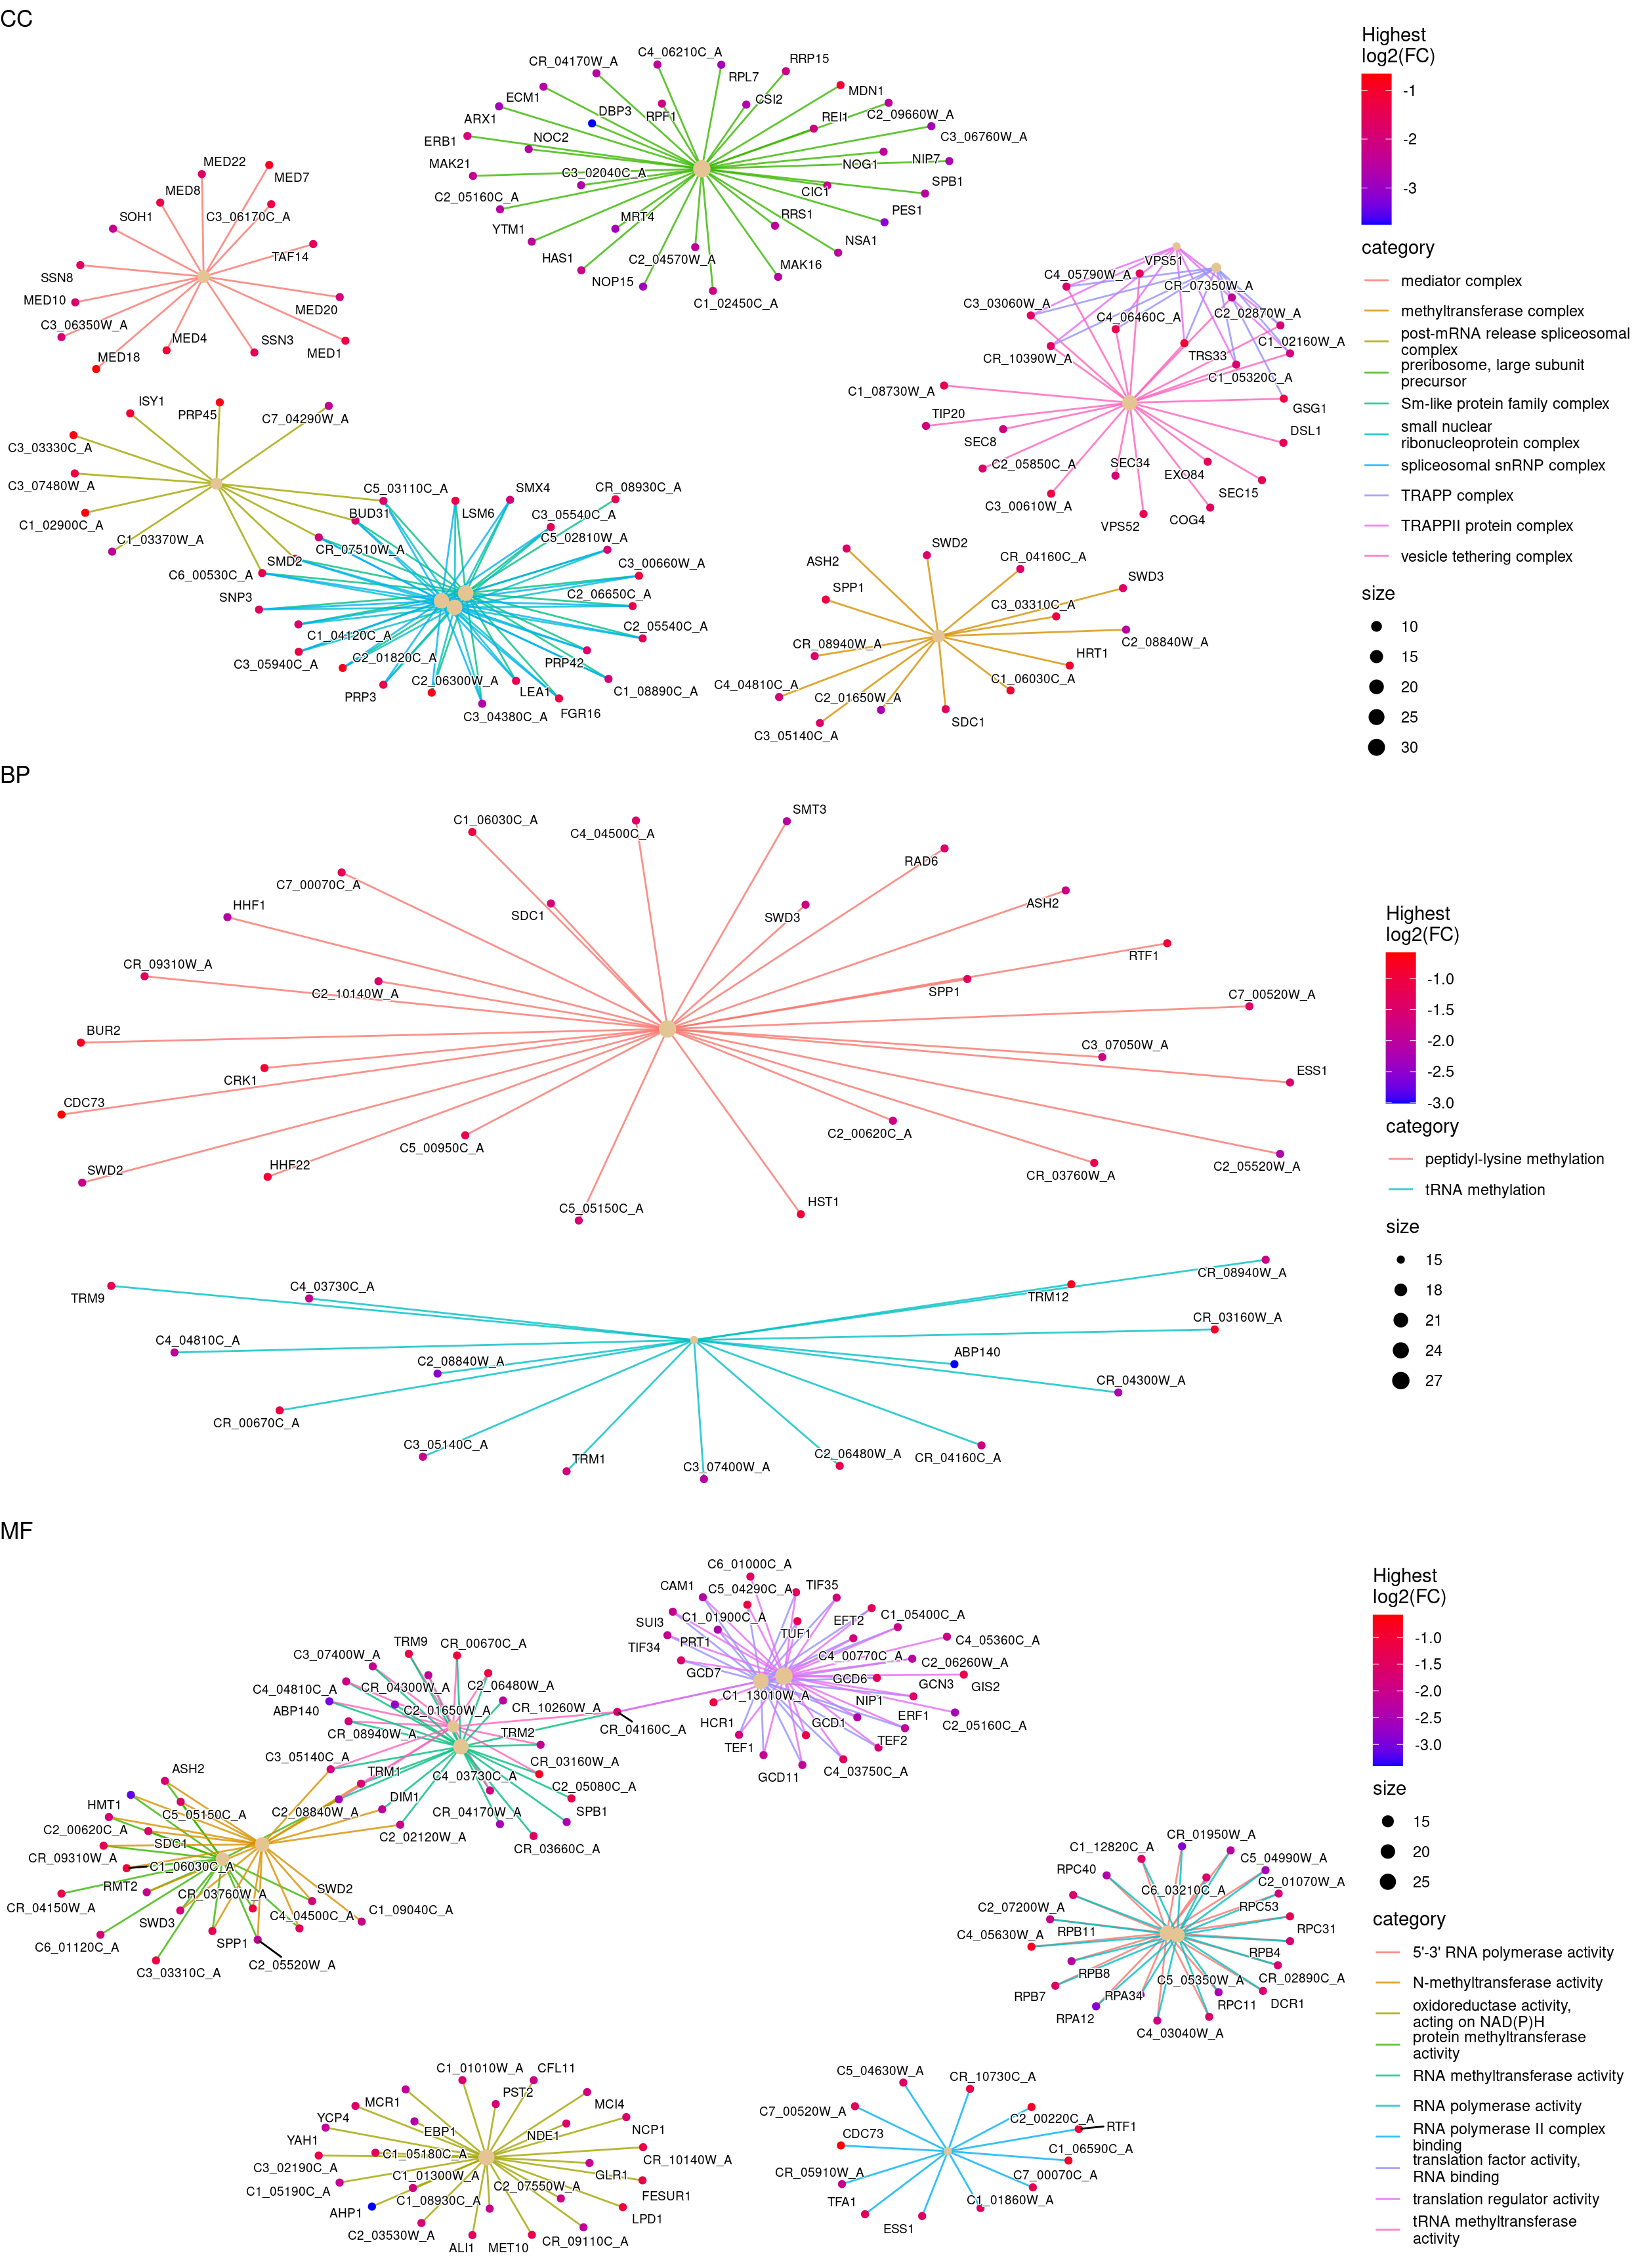 CC
C4_06210C_A
CR_04170W_A
RRP15
RPL7
ECM1
DBP3
RPF1
CSI2
MDN1
C2_09660W_A
ARX1
REI1
C3_06760W_A
ERB1
NOC2
MAK21
C3_02040C_A
NOG1
NIP7
C2_05160C_A
CIC1
SPB1
YTM1
MRT4
RRS1
PES1
HAS1
C2_04570W_A
NSA1
NOP15
MAK16
C1_02450C_A
MED22
MED7
MED8
SOH1
C3_06170C_A
TAF14
SSN8
MED10
MED20
C3_06350W_A
MED4
SSN3
MED18
MED1
VPS51
C4_05790W_A
CR_07350W_A
C3_03060W_A
C4_06460C_A
C2_02870W_A
C1_02160W_A
CR_10390W_A
TRS33
C1_05320C_A
C1_08730W_A
GSG1
TIP20
DSL1
SEC8
C2_05850C_A
SEC34
EXO84
SEC15
C3_00610W_A
VPS52
COG4
ISY1
PRP45
C7_04290W_A
C3_03330C_A
C3_07480W_A
C1_02900C_A
C1_03370W_A
C5_03110C_A
SMX4
CR_08930C_A
BUD31
LSM6
C3_05540C_A
CR_07510W_A
C5_02810W_A
SMD2
C6_00530C_A
C3_00660W_A
SNP3
C2_06650C_A
C1_04120C_A
C2_05540C_A
C3_05940C_A
C2_01820C_A
PRP42
PRP3
C2_06300W_A
LEA1
C1_08890C_A
C3_04380C_A
FGR16
ASH2
SWD2
CR_04160C_A
SPP1
SWD3
C3_03310C_A
CR_08940W_A
C2_08840W_A
HRT1
C4_04810C_A
C2_01650W_A
C1_06030C_A
SDC1
C3_05140C_A
Highest
log2(FC)
-1
-2
-3
category
mediator complex
methyltransferase complex
post-mRNA release spliceosomal
complex
preribosome, large subunit
precursor
Sm-like protein family complex
small nuclear
ribonucleoprotein complex
spliceosomal snRNP complex
TRAPP complex
TRAPPII protein complex
vesicle tethering complex
size
10
15
20
25
30
BP
C1_06030C_A
C4_04500C_A
SMT3
RAD6
C7_00070C_A
HHF1
SDC1
SWD3
ASH2
RTF1
CR_09310W_A
C2_10140W_A
SPP1
C7_00520W_A
BUR2
C3_07050W_A
CRK1
ESS1
CDC73
C5_00950C_A
C2_00620C_A
SWD2
HHF22
CR_03760W_A
C2_05520W_A
C5_05150C_A
HST1
TRM9
C4_03730C_A
CR_08940W_A
TRM12
C4_04810C_A
CR_03160W_A
C2_08840W_A
ABP140
CR_04300W_A
CR_00670C_A
C3_05140C_A
TRM1
C3_07400W_A
C2_06480W_A
CR_04160C_A
Highest
log2(FC)
-1.0
-1.5
-2.0
-2.5
-3.0
category
peptidyl-lysine methylation
tRNA methylation
size
15
18
21
24
27
MF
C6_01000C_A
CAM1
C5_04290C_A
TIF35
SUI3
C1_01900C_A
EFT2
C1_05400C_A
TIF34
PRT1
TUF1
C4_05360C_A
GCD7
C4_00770C_A
C2_06260W_A
GCD6
GCN3
GIS2
C1_13010W_A
NIP1
HCR1
GCD1
ERF1
C2_05160C_A
TEF1
TEF2
GCD11
C4_03750C_A
TRM9
CR_00670C_A
C3_07400W_A
C4_04810C_A
CR_04300W_A
C2_06480W_A
ABP140
C2_01650W_A
CR_10260W_A
CR_04160C_A
CR_08940W_A
TRM2
C3_05140C_A
CR_03160W_A
TRM1
C4_03730C_A
C2_05080C_A
C2_08840W_A
DIM1
CR_04170W_A
SPB1
C2_02120W_A
CR_03660C_A
ASH2
HMT1
C5_05150C_A
C2_00620C_A
SDC1
CR_09310W_A
C1_06030C_A
RMT2
CR_03760W_A
SWD2
CR_04150W_A
SWD3
C4_04500C_A
C1_09040C_A
C6_01120C_A
SPP1
C3_03310C_A
C2_05520W_A
C1_12820C_A
CR_01950W_A
RPC40
C5_04990W_A
C6_03210C_A
C2_01070W_A
C2_07200W_A
RPC53
C4_05630W_A
RPB11
RPC31
RPB4
RPB8
C5_05350W_A
CR_02890C_A
RPB7
RPA34
RPC11
DCR1
RPA12
C4_03040W_A
C1_01010W_A
CFL11
MCR1
PST2
MCI4
YCP4
EBP1
NDE1
NCP1
YAH1
C1_05180C_A
CR_10140W_A
C3_02190C_A
C1_01300W_A
GLR1
C1_05190C_A
C1_08930C_A
C2_07550W_A
FESUR1
AHP1
LPD1
C2_03530W_A
ALI1
MET10
CR_09110C_A
C5_04630W_A
CR_10730C_A
C7_00520W_A
C2_00220C_A
RTF1
CDC73
C1_06590C_A
CR_05910W_A
C7_00070C_A
TFA1
C1_01860W_A
ESS1
Highest
log2(FC)
-1.0
-1.5
-2.0
-2.5
-3.0
size
15
20
25
category
5'-3' RNA polymerase activity
N-methyltransferase activity
oxidoreductase activity,
acting on NAD(P)H
protein methyltransferase
activity
RNA methyltransferase activity
RNA polymerase activity
RNA polymerase II complex
binding
translation factor activity,
RNA binding
translation regulator activity
tRNA methyltransferase
activity